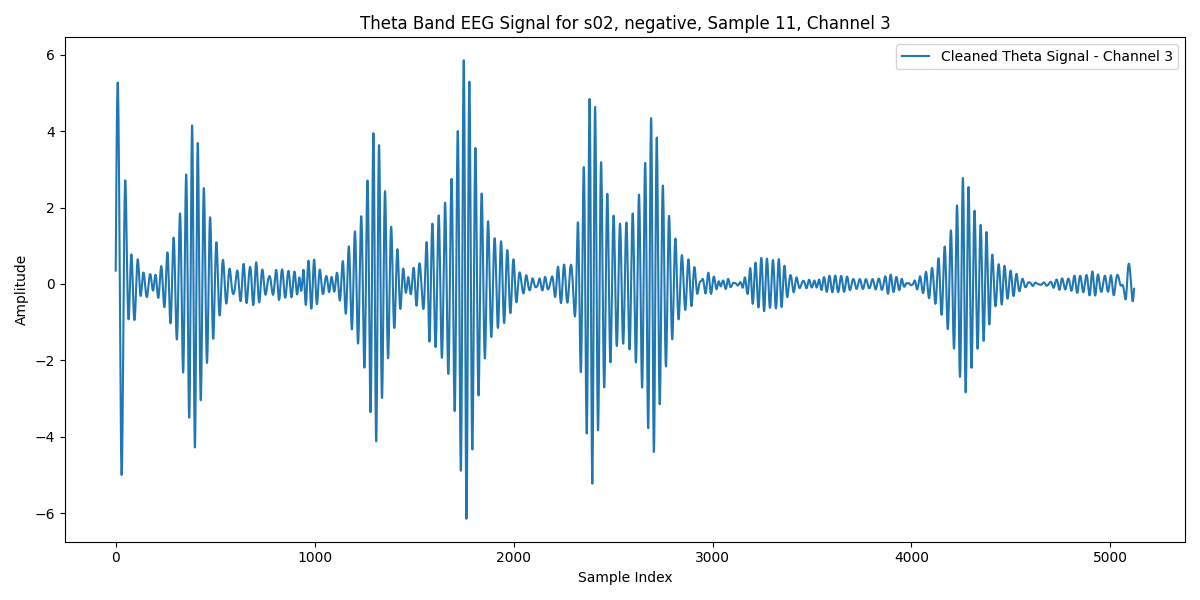 Theta Band EEG Signal for s02, negative, Sample 11, Channel 3
Cleaned Theta Signal - Channel 3
6
4
2
0
−2
−4
−6
Amplitude
0 1000 2000 3000 4000 5000
Sample Index